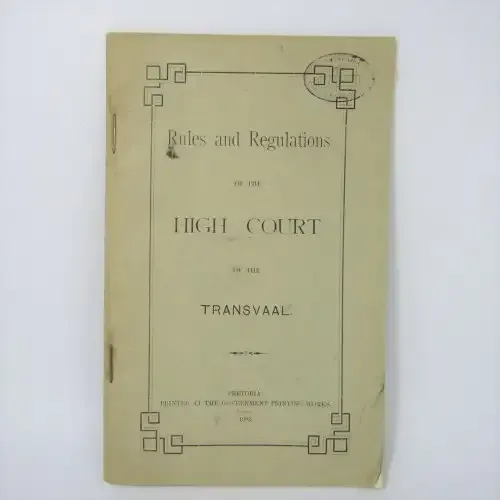 Rules and Regulations
OF THE
HIGH COURT
OF THE
TRANSVAAL.
PRETORIA:
PRINTED AT THE GOVERNMENT PRINTING WORKS.